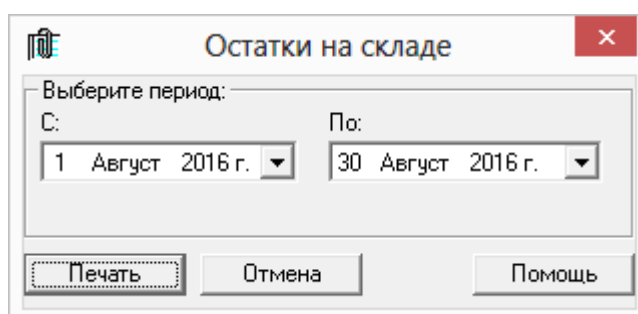 Остатки на складе
Выберите период:
С: По:
1 Август 2016 г. 30 Август 2016 г.
Печать Отмена Помощь